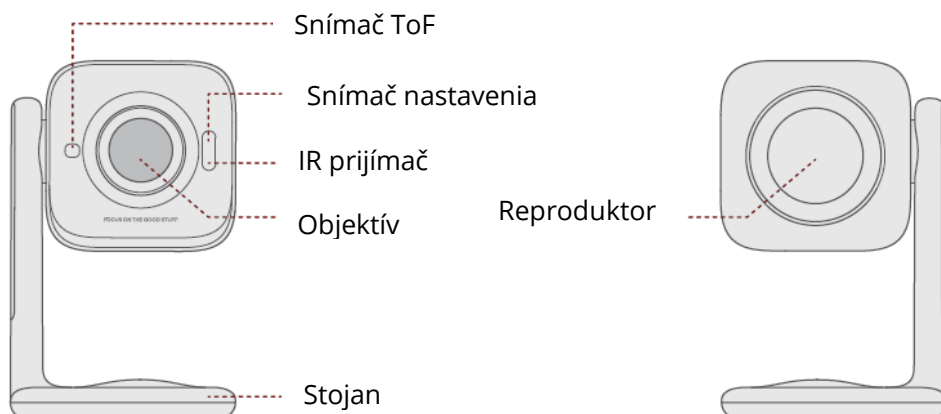 Snímač ToF
Snímač nastavenia
IR prijímač
FOCUS ON THE GOOD STUFF
Objektív
Reproduktor
Stojan